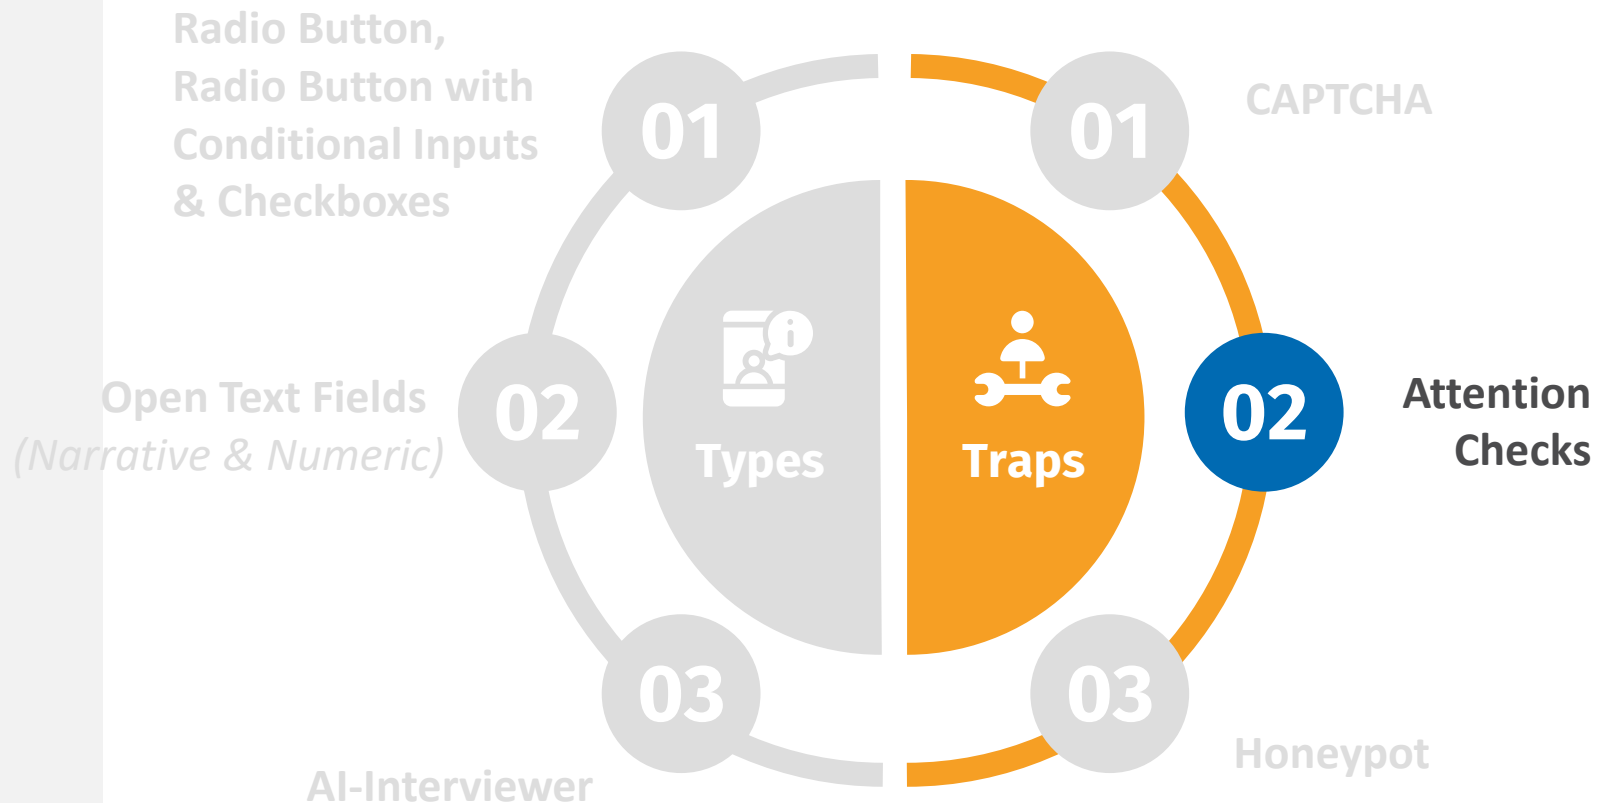 Radio Button,
Radio Button with
Conditional Inputs
& Checkboxes
01
Open Text Fields
(Narrative & Numeric)
02
03
AI-Interviewer
i
Types
Traps
01
CAPTCHA
02
Attention
Checks
03
Honeypot